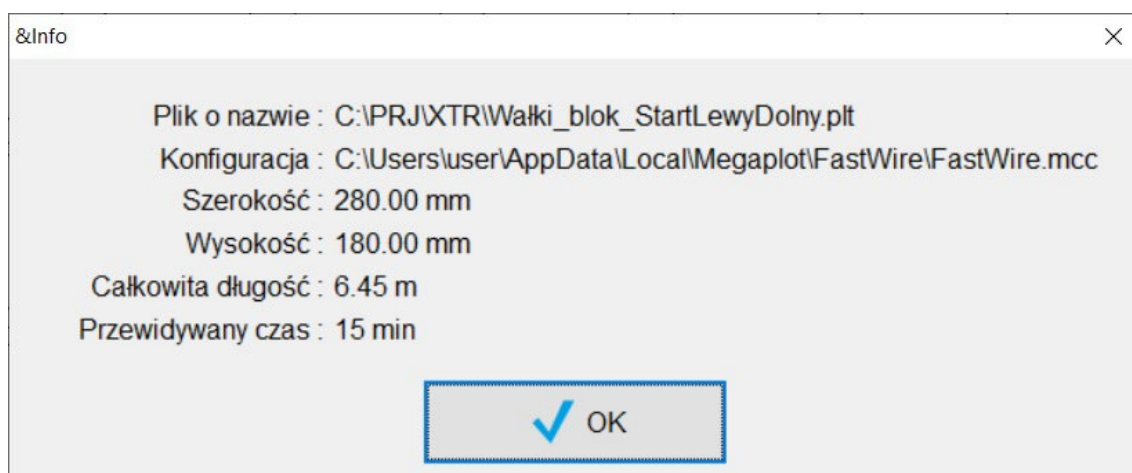 &Info
Plik o nazwie : C:\PRJ\XTR\Wałki_blok_StartLewyDolny.plt
Konfiguracja : C:\Users\user\AppData\Local\Megaplot\FastWire\FastWire.mcc
Szerokość : 280.00 mm
Wysokość : 180.00 mm
Całkowita długość : 6.45 m
Przewidywany czas : 15 min
OK